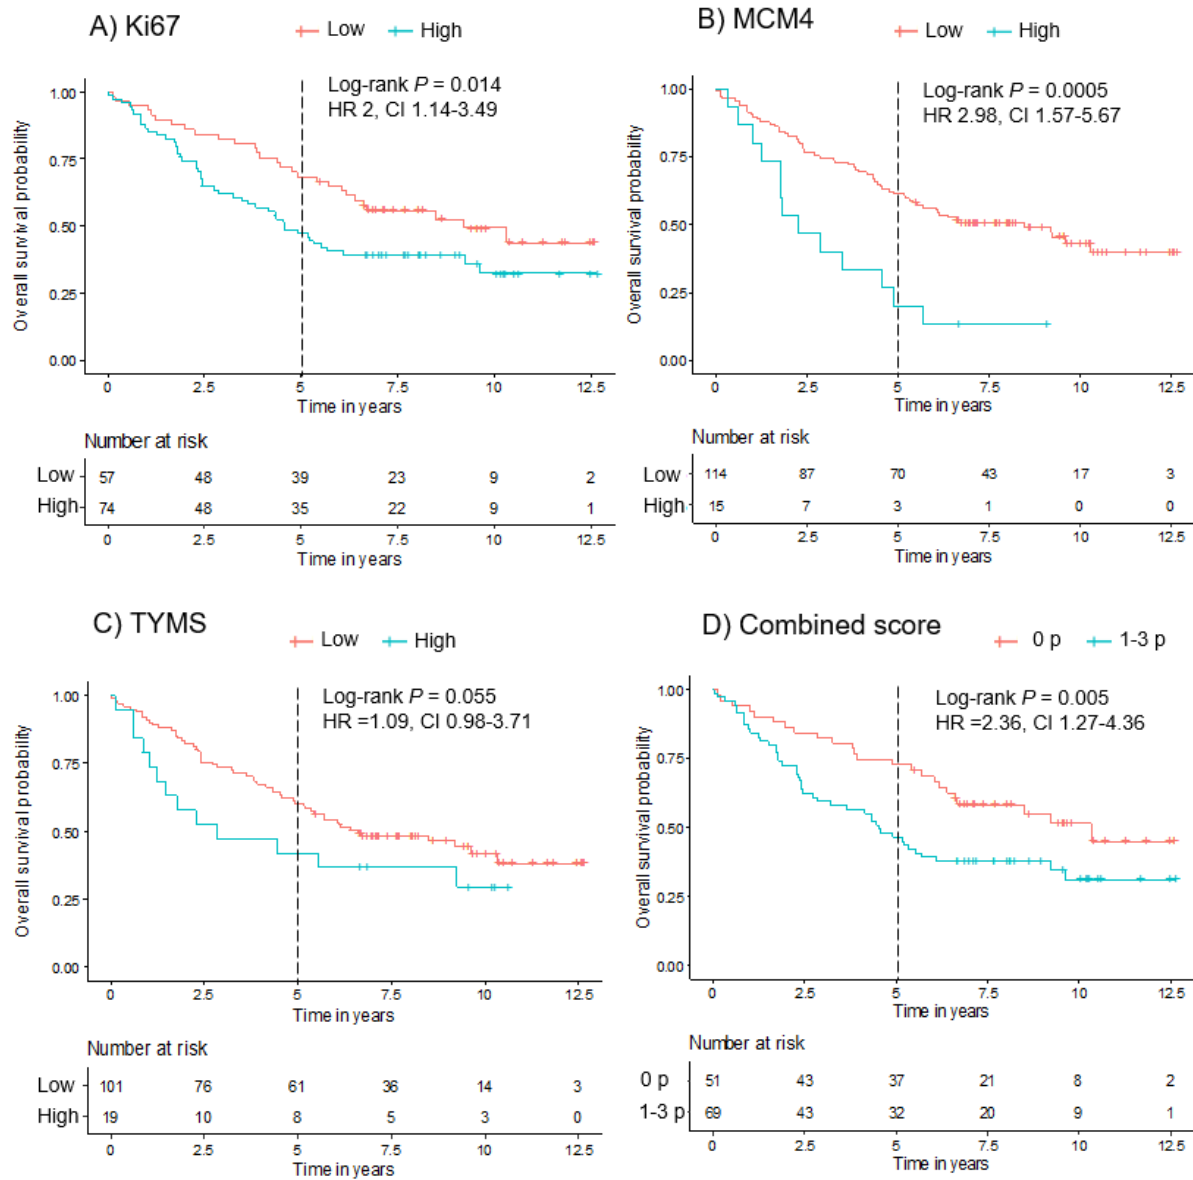 A) Ki67
Low High
Log-rank P = 0.014
HR 2, CI 1.14-3.49
Overall survival probability
1.00
0.75
0.50
0.25
0.00
0 2.5 5 7.5 10 12.5
Time in years
Number at risk
Low 57 48 39 23 9 2
High 74 48 35 22 9 1
0 2.5 5 7.5 10 12.5
Time in years
B) MCM4
Low High
Log-rank P = 0.0005
HR 2.98, CI 1.57-5.67
Overall survival probability
1.00
0.75
0.50
0.25
0.00
0 2.5 5 7.5 10 12.5
Time in years
Number at risk
Low 114 87 70 43 17 3
High 15 7 3 1 0 0
0 2.5 5 7.5 10 12.5
Time in years
C) TYMS
Low High
Log-rank P = 0.055
HR =1.09, CI 0.98-3.71
Overall survival probability
1.00
0.75
0.50
0.25
0.00
0 2.5 5 7.5 10 12.5
Time in years
Number at risk
Low 101 76 61 36 14 3
High 19 10 8 5 3 0
0 2.5 5 7.5 10 12.5
Time in years
D) Combined score
0 p 1-3 p
Log-rank P = 0.005
HR =2.36, CI 1.27-4.36
Overall survival probability
1.00
0.75
0.50
0.25
0.00
0 2.5 5 7.5 10 12.5
Time in years
Number at risk
0 p 51 43 37 21 8 2
1-3 p 69 43 32 20 9 1
0 2.5 5 7.5 10 12.5
Time in years